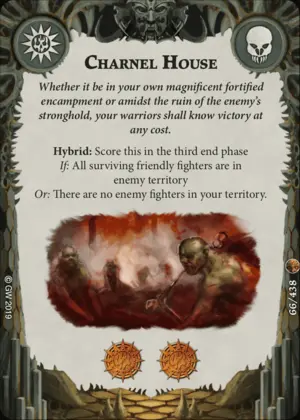 CHARNEL HOUSE
Whether it be in your own magnificent fortified
encampment or amidst the ruin of the enemy's
stronghold, your warriors shall know victory at
any cost.
Hybrid: Score this in the third end phase
If: All surviving friendly fighters are in
enemy territory
Or: There are no enemy fighters in your territory.
© GW 2019
66/438